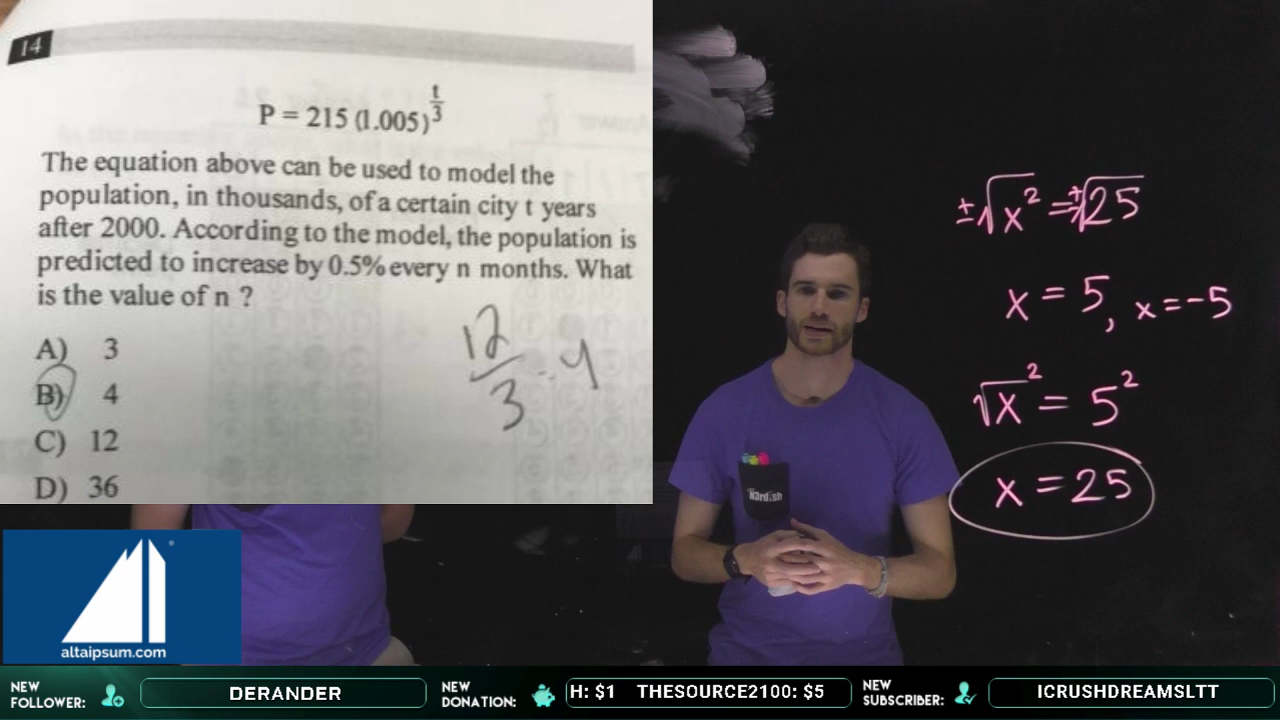 14
P = 215 (1.005)^(t/3)
The equation above can be used to model the
population, in thousands, of a certain city t years
after 2000. According to the model, the population is
predicted to increase by 0.5% every n months. What
is the value of n ?
A) 3
B) 4
C) 12
D) 36
12/3 = 4
±√x² = ±√25
x = 5, x = -5
√x² = 5²
x = 25
Nerdish
altaipsum.com
NEW FOLLOWER: DERANDER
NEW DONATION: H: $1 THESOURCE2100: $5
NEW SUBSCRIBER: ICRUSHDREAMSLTT